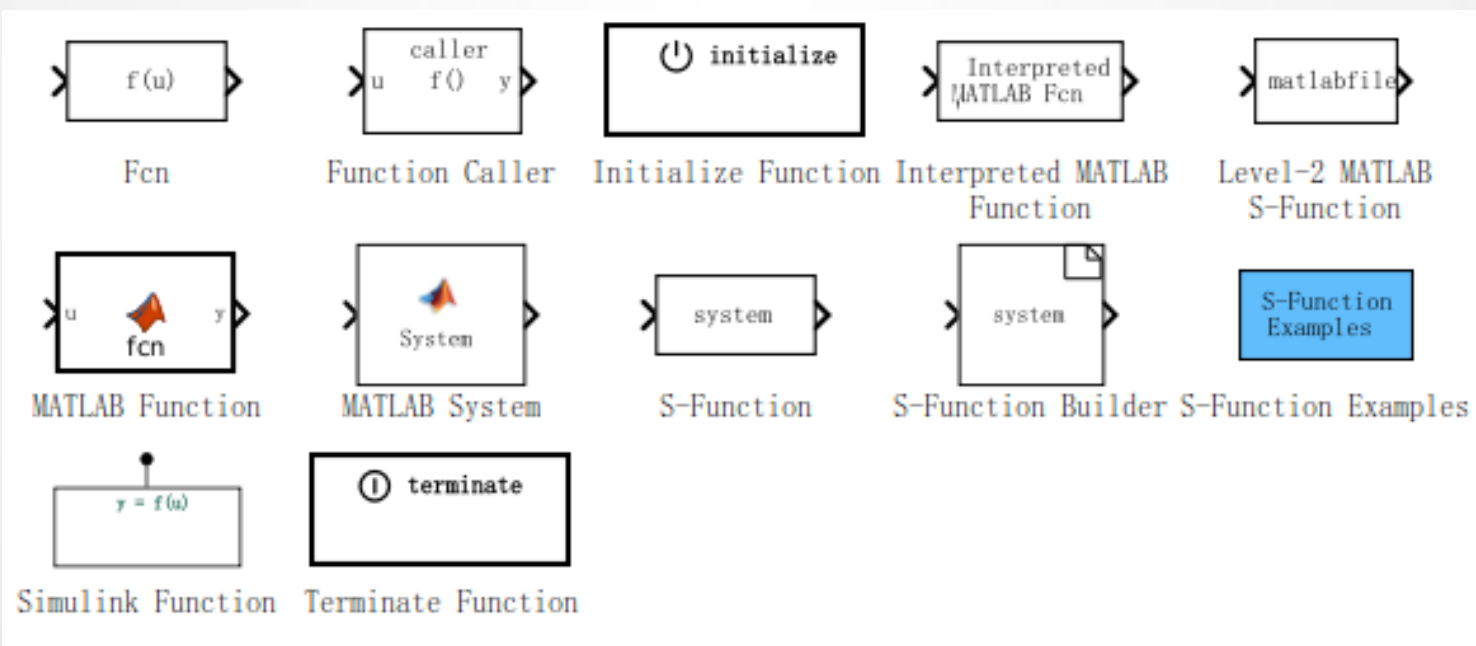 f(u)
caller
u f() y
initialize
Interpreted
MATLAB Fcn
matlabfile
Fcn
Function Caller
Initialize Function
Interpreted MATLAB
Function
Level-2 MATLAB
S-Function
u
y
fcn
System
system
system
S-Function
Examples
MATLAB Function
MATLAB System
S-Function
S-Function Builder
S-Function Examples
y = f(u)
terminate
Simulink Function
Terminate Function